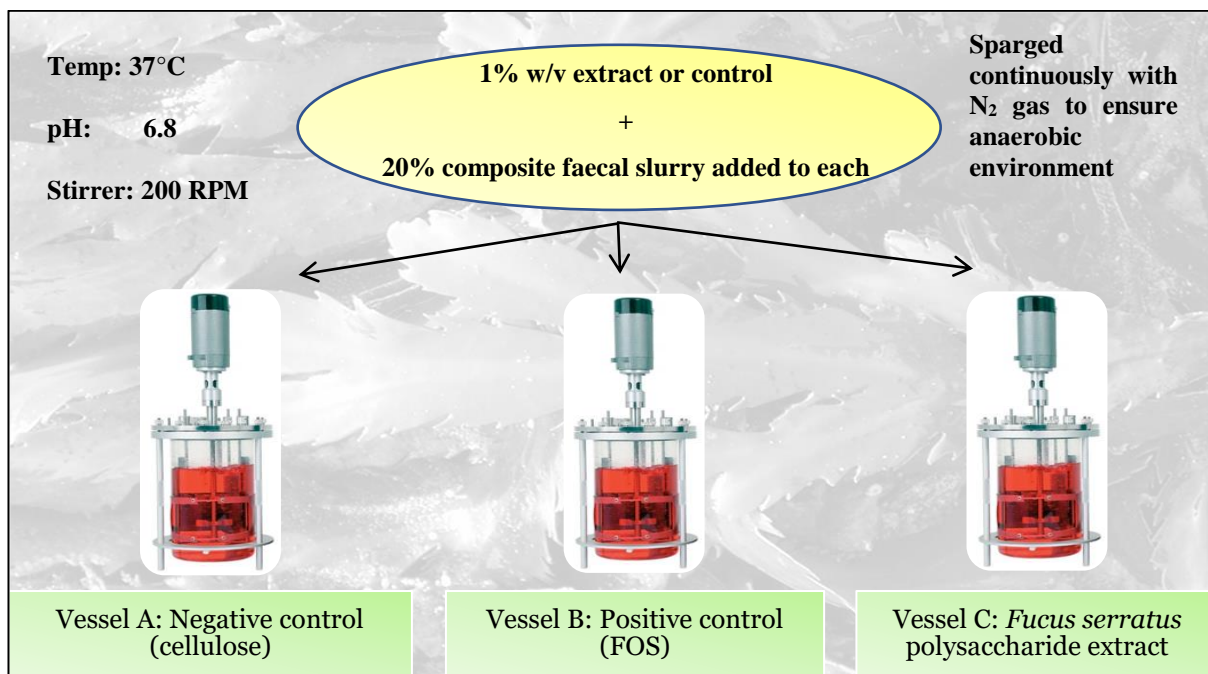 Temp: 37°C
pH: 6.8
Stirrer: 200 RPM
1% w/v extract or control
+
20% composite faecal slurry added to each
Sparged
continuously with
N₂ gas to ensure
anaerobic
environment
Vessel A: Negative control
(cellulose)
Vessel B: Positive control
(FOS)
Vessel C: Fucus serratus
polysaccharide extract